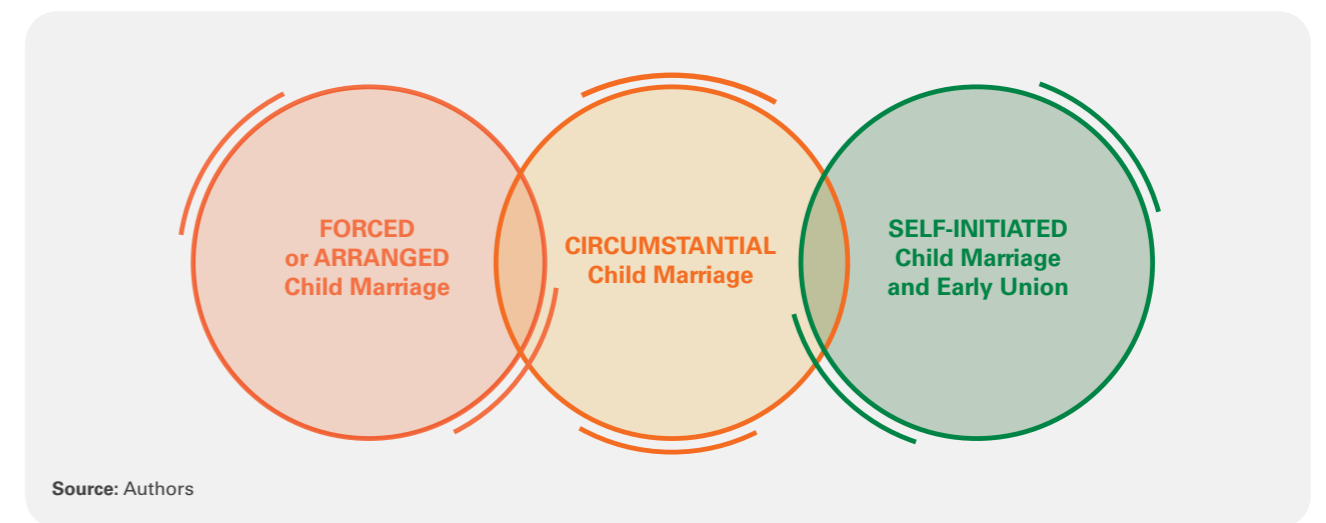 FORCED
or ARRANGED
Child Marriage
CIRCUMSTANTIAL
Child Marriage
SELF-INITIATED
Child Marriage
and Early Union
Source: Authors